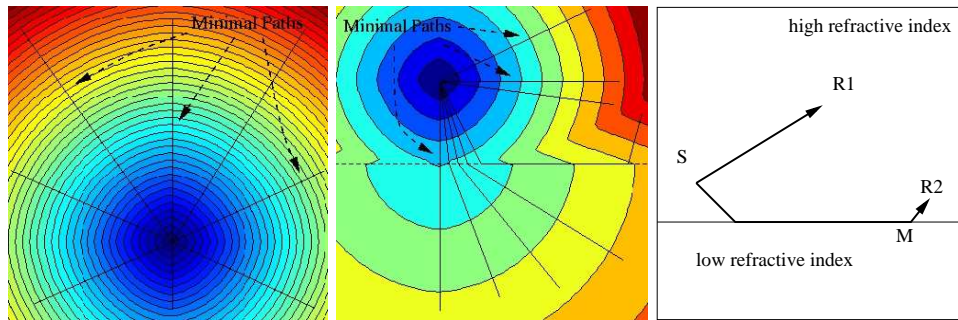 Minimal Paths
Minimal Paths
high refractive index
R1
S
R2
M
low refractive index